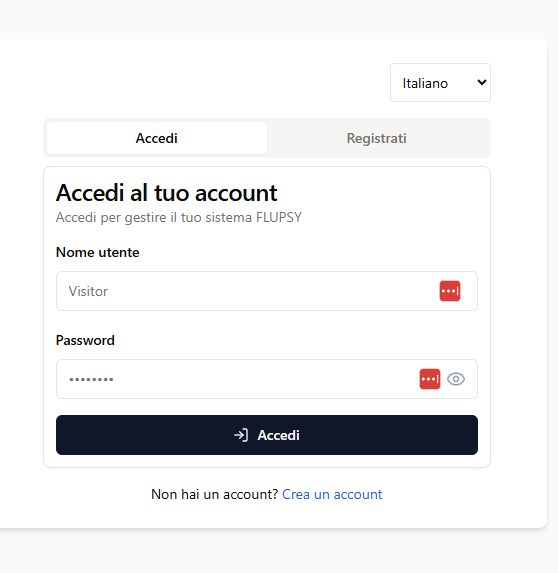 Italiano
Accedi
Registrati
Accedi al tuo account
Accedi per gestire il tuo sistema FLUPSY
Nome utente
Visitor
Password
••••••••
Accedi
Non hai un account? Crea un account